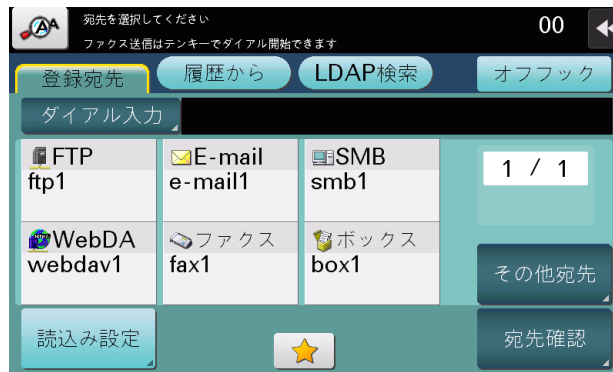 宛先を選択してください
ファクス送信はテンキーでダイアル開始できます
00
登録宛先
履歴から
LDAP検索
オフフック
ダイアル入力
FTP
ftp1
E-mail
e-mail1
SMB
smb1
1 / 1
WebDA
webdav1
ファクス
fax1
ボックス
box1
その他宛先
読込み設定
宛先確認